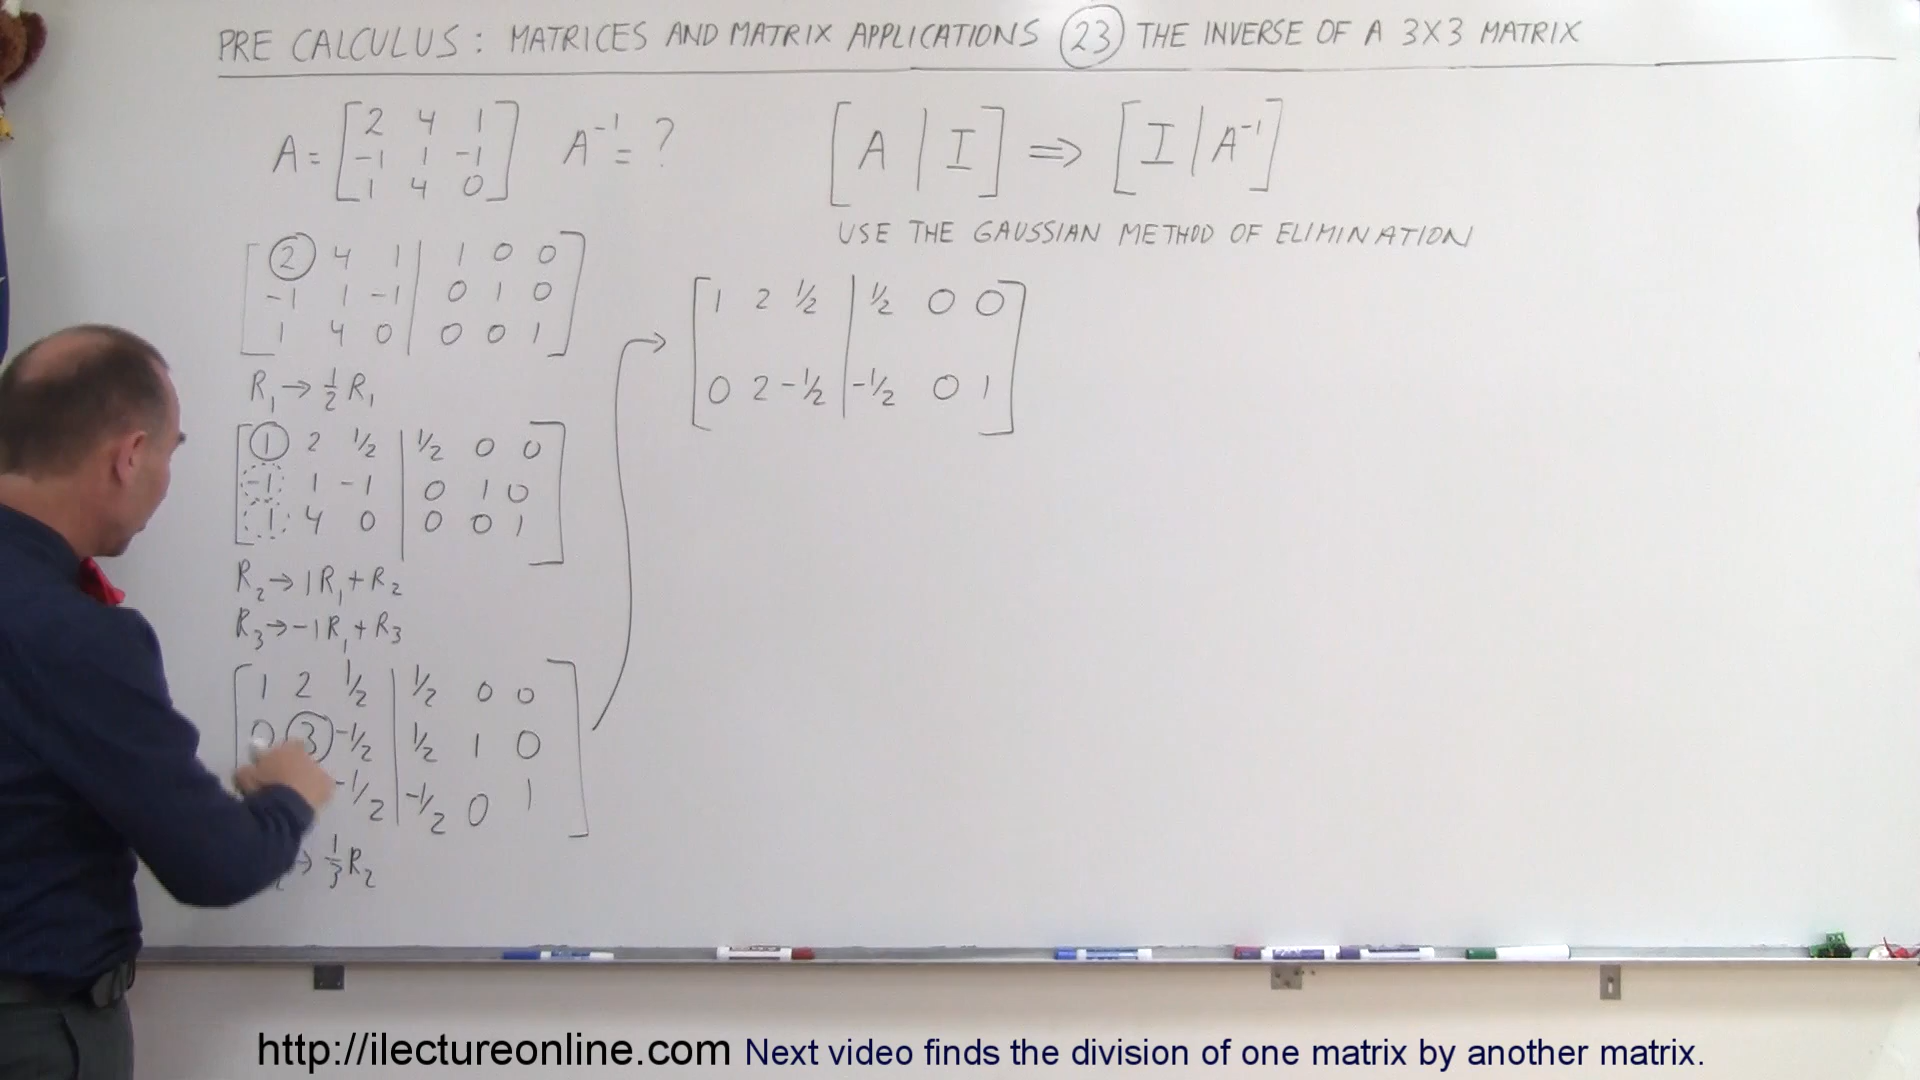 PRE CALCULUS: MATRICES AND MATRIX APPLICATIONS 23 THE INVERSE OF A 3X3 MATRIX
A = [ 2 4 1
-1 1 -1
1 4 0 ]
A⁻¹ = ?
[ A | I ] ⇒ [ I | A⁻¹ ]
USE THE GAUSSIAN METHOD OF ELIMINATION
[ 2 4 1 | 1 0 0
-1 1 -1 | 0 1 0
1 4 0 | 0 0 1 ]
R₁ → 1/2 R₁
[ 1 2 1/2 | 1/2 0 0
-1 1 -1 | 0 1 0
1 4 0 | 0 0 1 ]
R₂ → 1R₁ + R₂
R₃ → -1R₁ + R₃
[ 1 2 1/2 | 1/2 0 0
0 3 -1/2 | 1/2 1 0
-1/2 | -1/2 0 1 ]
→ 1/3 R₂
[ 1 2 1/2 | 1/2 0 0
0 2 -1/2 | -1/2 0 1 ]
http://ilectureonline.com Next video finds the division of one matrix by another matrix.